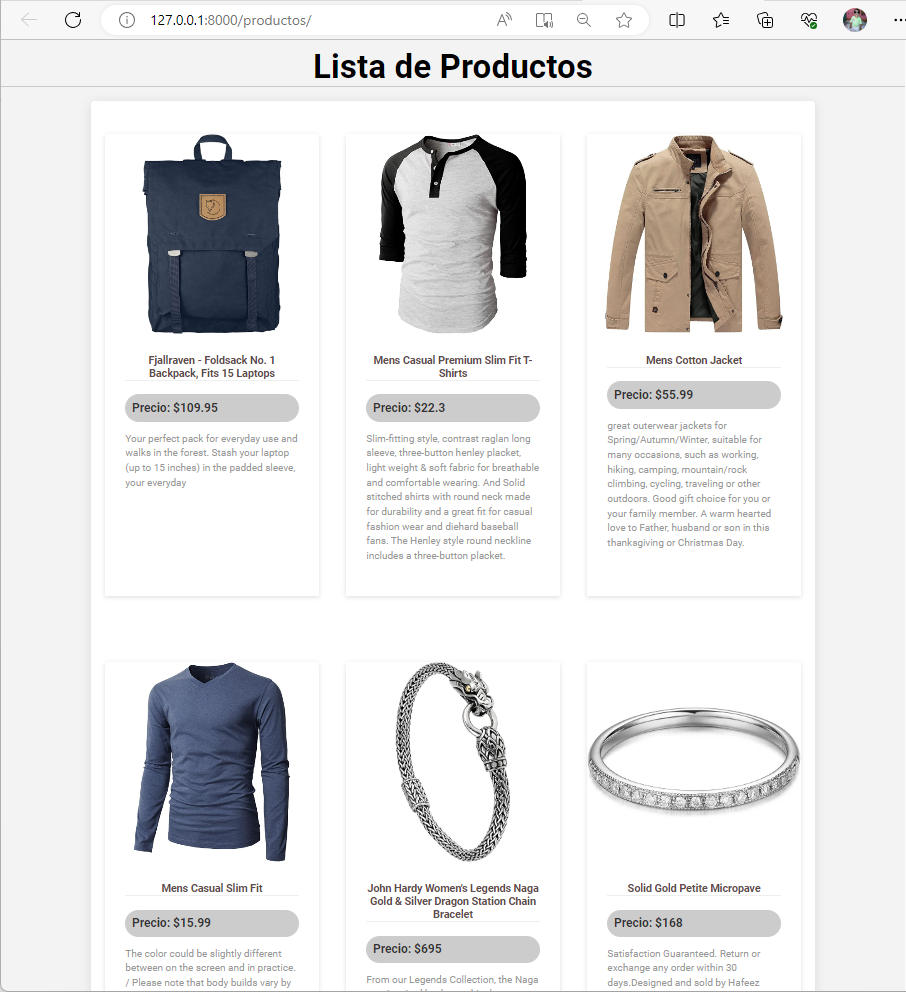 127.0.0.1:8000/productos/
Lista de Productos
Fjallraven - Foldsack No. 1
Backpack, Fits 15 Laptops
Precio: $109.95
Your perfect pack for everyday use and
walks in the forest. Stash your laptop
(up to 15 inches) in the padded sleeve,
your everyday
Mens Casual Premium Slim Fit T-
Shirts
Precio: $22.3
Slim-fitting style, contrast raglan long
sleeve, three-button henley placket,
light weight & soft fabric for breathable
and comfortable wearing. And Solid
stitched shirts with round neck made
for durability and a great fit for casual
fashion wear and diehard baseball
fans. The Henley style round neckline
includes a three-button placket.
Mens Cotton Jacket
Precio: $55.99
great outerwear jackets for
Spring/Autumn/Winter, suitable for
many occasions, such as working,
hiking, camping, mountain/rock
climbing, cycling, traveling or other
outdoors. Good gift choice for you or
your family member. A warm hearted
love to Father, husband or son in this
thanksgiving or Christmas Day.
Mens Casual Slim Fit
Precio: $15.99
The color could be slightly different
between on the screen and in practice.
/ Please note that body builds vary by
John Hardy Women's Legends Naga
Gold & Silver Dragon Station Chain
Bracelet
Precio: $695
From our Legends Collection, the Naga
Solid Gold Petite Micropave
Precio: $168
Satisfaction Guaranteed. Return or
exchange any order within 30
days.Designed and sold by Hafeez